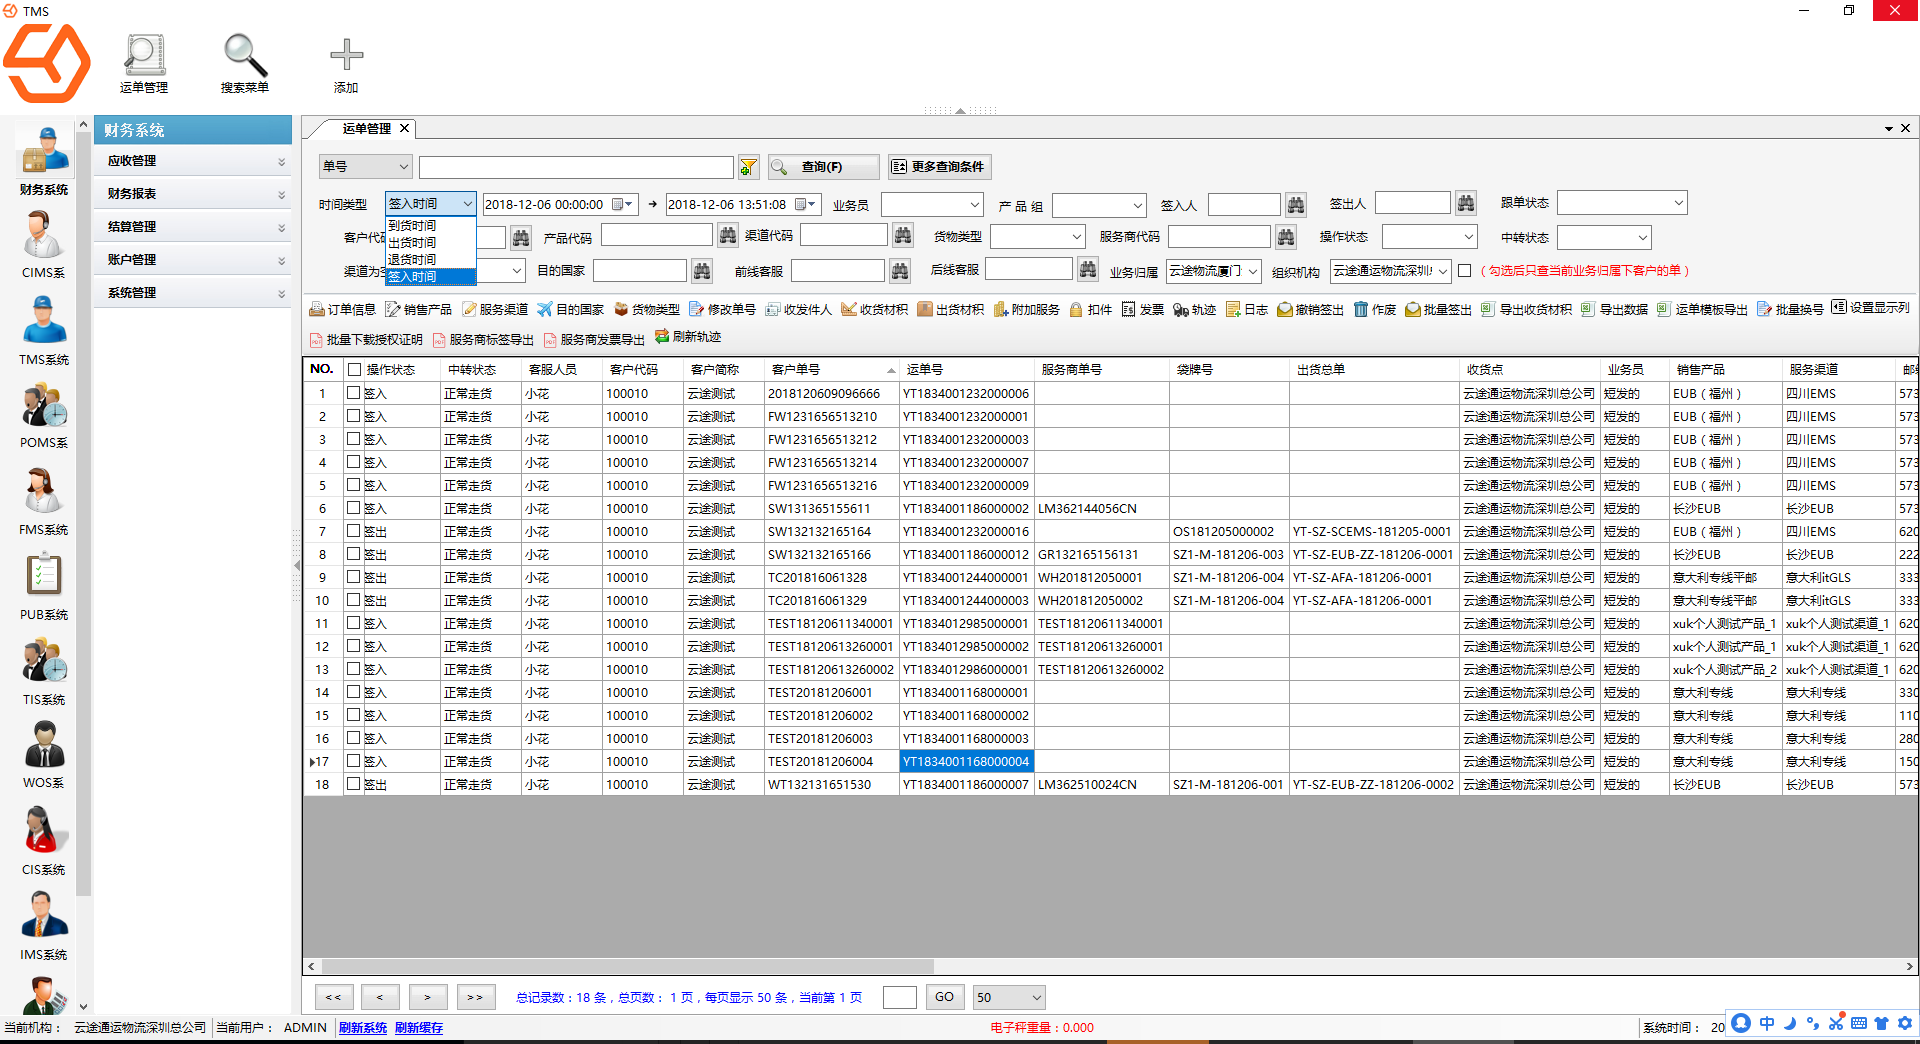 TMS
运单管理 搜索菜单 添加
财务系统
CIMS系
TMS系统
POMS系
FMS系统
PUB系统
TIS系统
WOS系
CIS系统
IMS系统
财务系统
应收管理
财务报表
结算管理
账户管理
系统管理
运单管理
单号 查询(F) 更多查询条件
时间类型 签入时间 2018-12-06 00:00:00 → 2018-12-06 13:51:08 业务员 产 品 组 签入人 签出人 跟单状态
到货时间
出货时间
退货时间
签入时间
客户代 产品代码 渠道代码 货物类型 服务商代码 操作状态 中转状态
渠道为 目的国家 前线客服 后线客服 业务归属 云途物流厦门 组织机构 云途通运物流深圳 ( 勾选后只查当前业务归属下客户的单 )
订单信息 销售产品 服务渠道 目的国家 货物类型 修改单号 收发件人 收货材积 出货材积 附加服务 扣件 发票 轨迹 日志 撤销签出 作废 批量签出 导出收货材积 导出数据 运单模板导出 批量换号 设置显示列
批量下载授权证明 服务商标签导出 服务商发票导出 刷新轨迹
NO. 操作状态 中转状态 客服人员 客户代码 客户简称 客户单号 运单号 服务商单号 袋牌号 出货总单 收货点 业务员 销售产品 服务渠道
1 签入 正常走货 小花 100010 云途测试 2018120609096666 YT1834001232000006 云途通运物流深圳总公司 短发的 EUB ( 福州 ) 四川EMS 573
2 签入 正常走货 小花 100010 云途测试 FW1231656513210 YT1834001232000001 云途通运物流深圳总公司 短发的 EUB ( 福州 ) 四川EMS 573
3 签入 正常走货 小花 100010 云途测试 FW1231656513212 YT1834001232000003 云途通运物流深圳总公司 短发的 EUB ( 福州 ) 四川EMS 573
4 签入 正常走货 小花 100010 云途测试 FW1231656513214 YT1834001232000007 云途通运物流深圳总公司 短发的 EUB ( 福州 ) 四川EMS 573
5 签入 正常走货 小花 100010 云途测试 FW1231656513216 YT1834001232000009 云途通运物流深圳总公司 短发的 EUB ( 福州 ) 四川EMS 573
6 签入 正常走货 小花 100010 云途测试 SW131365155611 YT1834001186000002 LM362144056CN 云途通运物流深圳总公司 短发的 长沙EUB 长沙EUB 573
7 签出 正常走货 小花 100010 云途测试 SW132132165164 YT1834001232000016 OS181205000002 YT-SZ-SCEMS-181205-0001 云途通运物流深圳总公司 短发的 EUB ( 福州 ) 四川EMS 620
8 签出 正常走货 小花 100010 云途测试 SW132132165166 YT1834001186000012 GR132165156131 SZ1-M-181206-003 YT-SZ-EUB-ZZ-181206-0001 云途通运物流深圳总公司 短发的 长沙EUB 长沙EUB 222
9 签出 正常走货 小花 100010 云途测试 TC201816061328 YT1834001244000001 WH201812050001 SZ1-M-181206-004 YT-SZ-AFA-181206-0001 云途通运物流深圳总公司 短发的 意大利专线平邮 意大利itGLS 333
10 签出 正常走货 小花 100010 云途测试 TC201816061329 YT1834001244000003 WH201812050002 SZ1-M-181206-004 YT-SZ-AFA-181206-0001 云途通运物流深圳总公司 短发的 意大利专线平邮 意大利itGLS 333
11 签入 正常走货 小花 100010 云途测试 TEST18120611340001 YT1834012985000001 TEST18120611340001 云途通运物流深圳总公司 短发的 xuk个人测试产品_1 xuk个人测试渠道_1 620
12 签入 正常走货 小花 100010 云途测试 TEST18120613260001 YT1834012985000002 TEST18120613260001 云途通运物流深圳总公司 短发的 xuk个人测试产品_1 xuk个人测试渠道_1 620
13 签入 正常走货 小花 100010 云途测试 TEST18120613260002 YT1834012986000001 TEST18120613260002 云途通运物流深圳总公司 短发的 xuk个人测试产品_2 xuk个人测试渠道_1 620
14 签入 正常走货 小花 100010 云途测试 TEST20181206001 YT1834001168000001 云途通运物流深圳总公司 短发的 意大利专线 意大利专线 330
15 签入 正常走货 小花 100010 云途测试 TEST20181206002 YT1834001168000002 云途通运物流深圳总公司 短发的 意大利专线 意大利专线 110
16 签入 正常走货 小花 100010 云途测试 TEST20181206003 YT1834001168000003 云途通运物流深圳总公司 短发的 意大利专线 意大利专线 280
17 签入 正常走货 小花 100010 云途测试 TEST20181206004 YT1834001168000004 云途通运物流深圳总公司 短发的 意大利专线 意大利专线 150
18 签出 正常走货 小花 100010 云途测试 WT132131651530 YT1834001186000007 LM362510024CN SZ1-M-181206-001 YT-SZ-EUB-ZZ-181206-0002 云途通运物流深圳总公司 短发的 长沙EUB 长沙EUB 573
<< < > >> 总记录数：18 条，总页数： 1 页，每页显示 50 条，当前第 1 页 GO 50
当前机构： 云途通运物流深圳总公司 当前用户： ADMIN 刷新系统 刷新缓存 电子秤重量：0.000 系统时间： 20 中